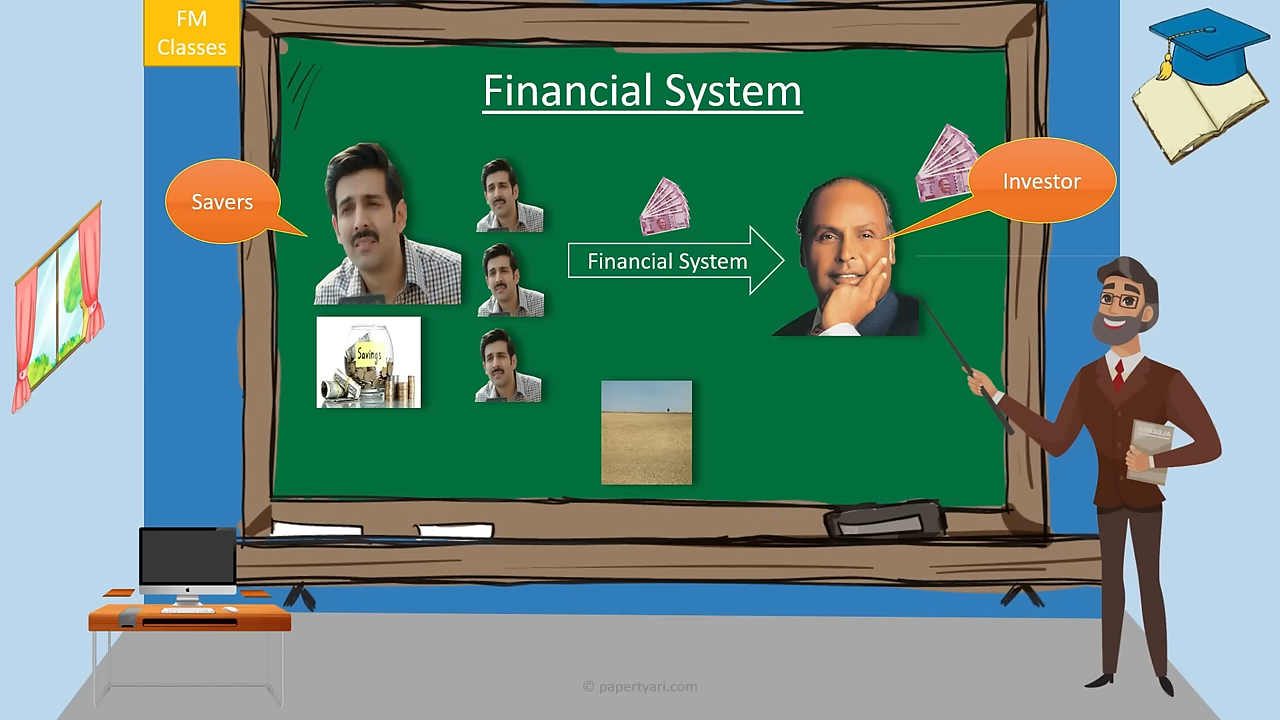 FM
Classes
Financial System
Savers
Investor
Financial System
Savings
© papertyari.com